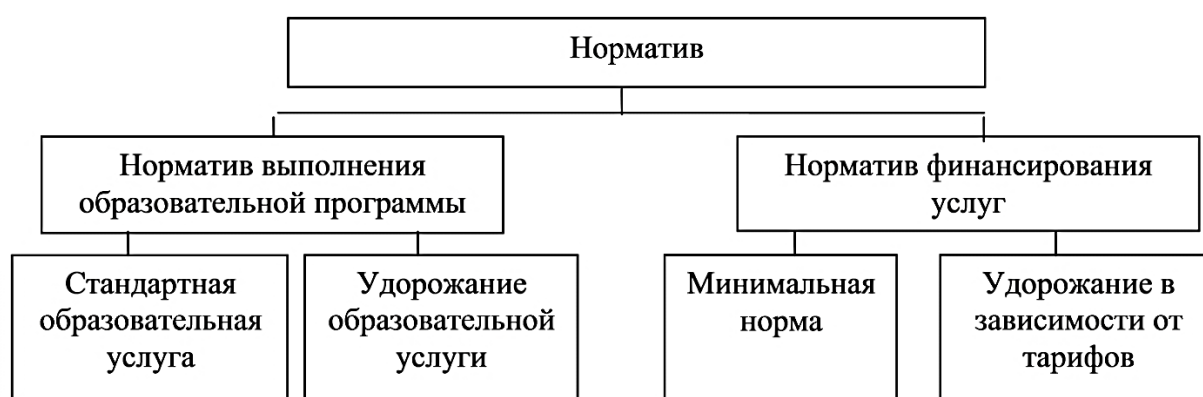 Норматив
Норматив выполнения
образовательной программы
Норматив финансирования
услуг
Стандартная
образовательная
услуга
Удорожание
образовательной
услуги
Минимальная
норма
Удорожание в
зависимости от
тарифов